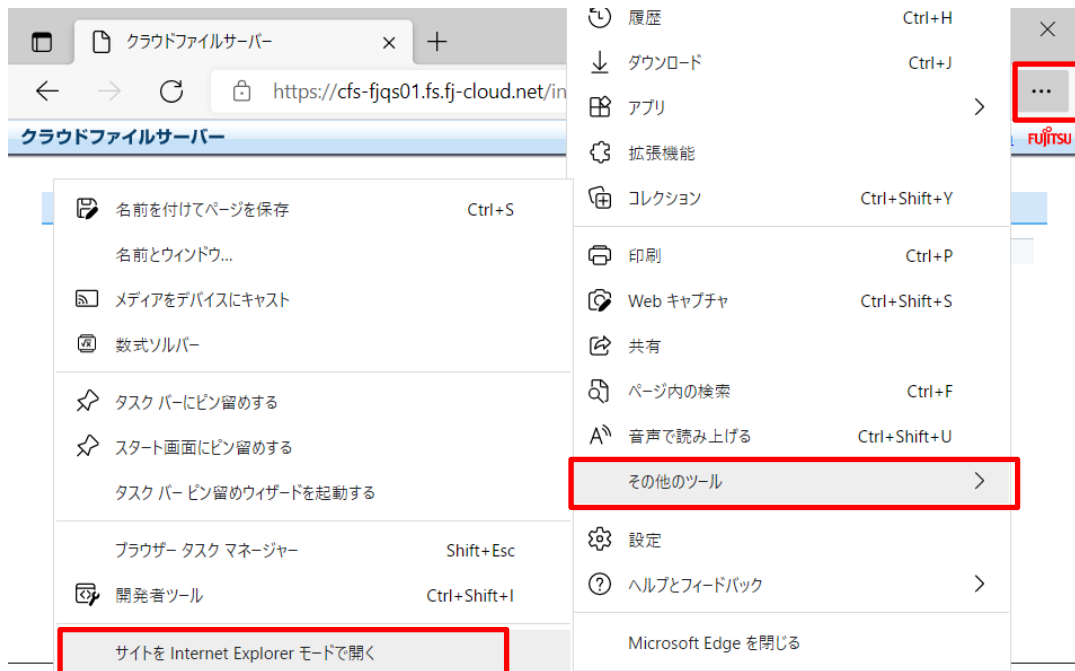 クラウドファイルサーバー
https://cfs-fjqs01.fs.fj-cloud.net/in
クラウドファイルサーバー
FUJITSU
履歴 Ctrl+H
ダウンロード Ctrl+J
アプリ
拡張機能
コレクション Ctrl+Shift+Y
印刷 Ctrl+P
Web キャプチャ Ctrl+Shift+S
共有
ページ内の検索 Ctrl+F
音声で読み上げる Ctrl+Shift+U
その他のツール
設定
ヘルプとフィードバック
Microsoft Edge を閉じる
名前を付けてページを保存 Ctrl+S
名前とウィンドウ...
メディアをデバイスにキャスト
数式ソルバー
タスク バーにピン留めする
スタート画面にピン留めする
タスク バー ピン留めウィザードを起動する
ブラウザー タスク マネージャー Shift+Esc
開発者ツール Ctrl+Shift+I
サイトを Internet Explorer モードで開く